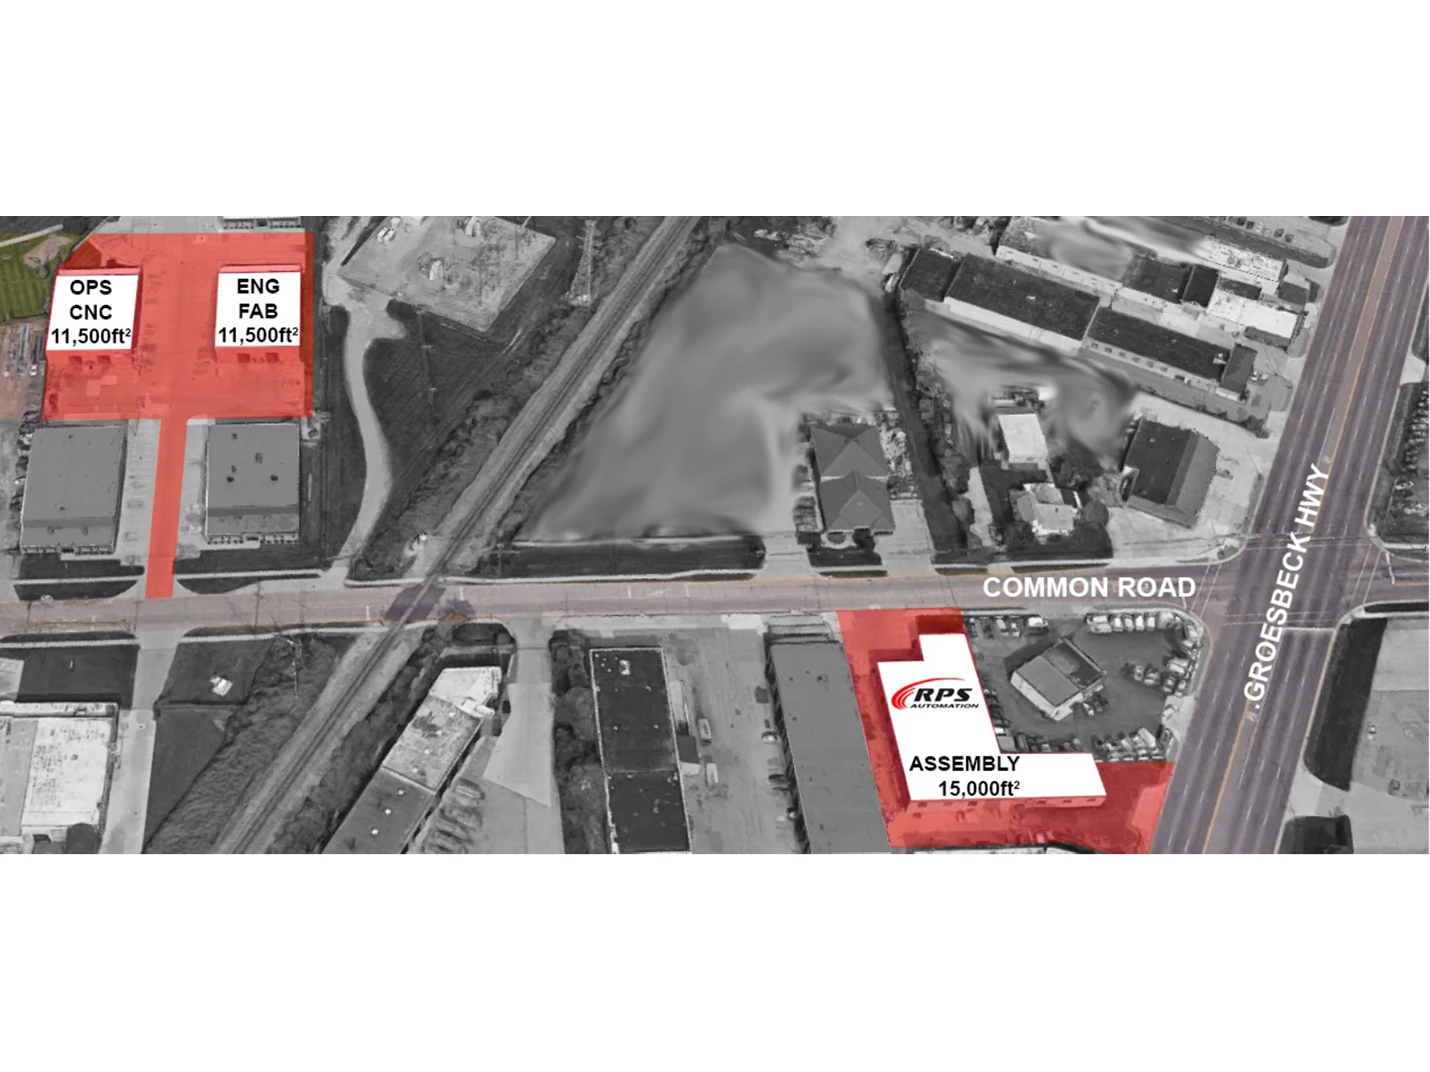 OPS
CNC
11,500ft²
ENG
FAB
11,500ft²
COMMON ROAD
GROESBECK HWY
RPS
AUTOMATION
ASSEMBLY
15,000ft²